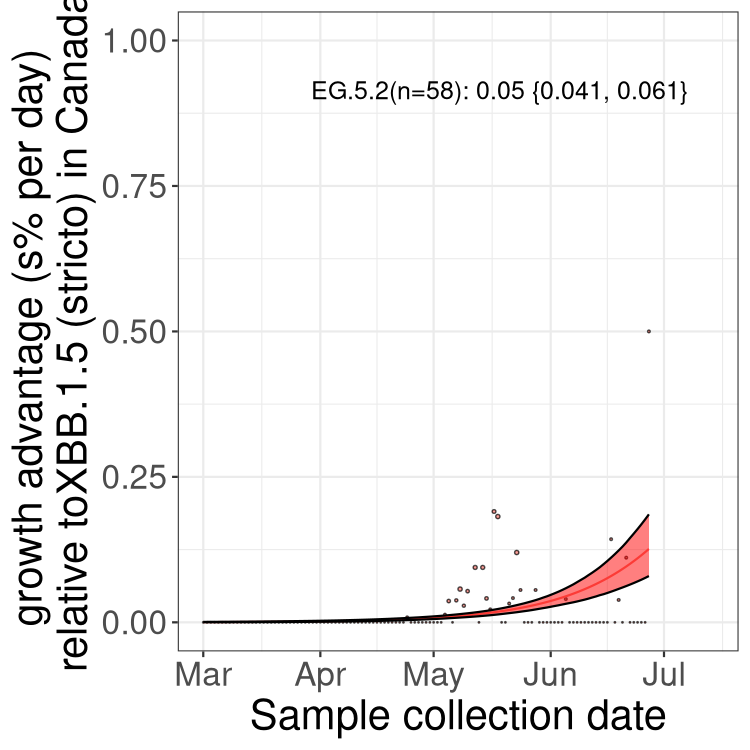 growth advantage (s% per day)
relative toXBB.1.5 (stricto) in Canada
1.00
0.75
0.50
0.25
0.00
EG.5.2(n=58): 0.05 {0.041, 0.061}
Mar Apr May Jun Jul
Sample collection date